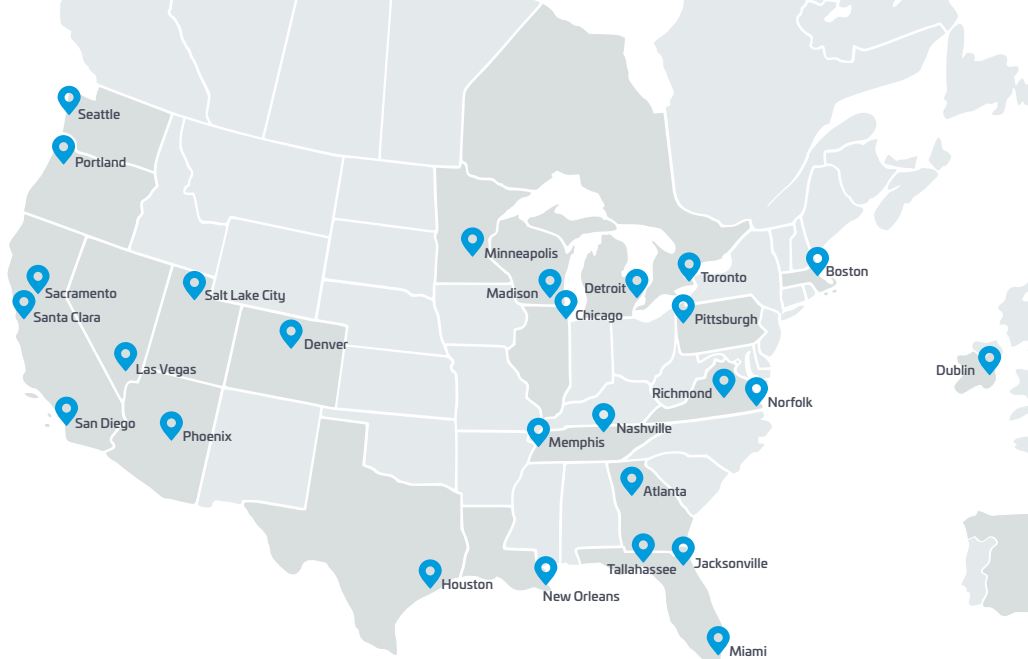 Seattle
Portland
Minneapolis
Boston
Toronto
Salt Lake City
Sacramento
Madison
Detroit
Santa Clara
Chicago
Pittsburgh
Denver
Las Vegas
Dublin
Richmond
Norfolk
San Diego
Phoenix
Nashville
Memphis
Atlanta
Jacksonville
Tallahassee
Houston
New Orleans
Miami